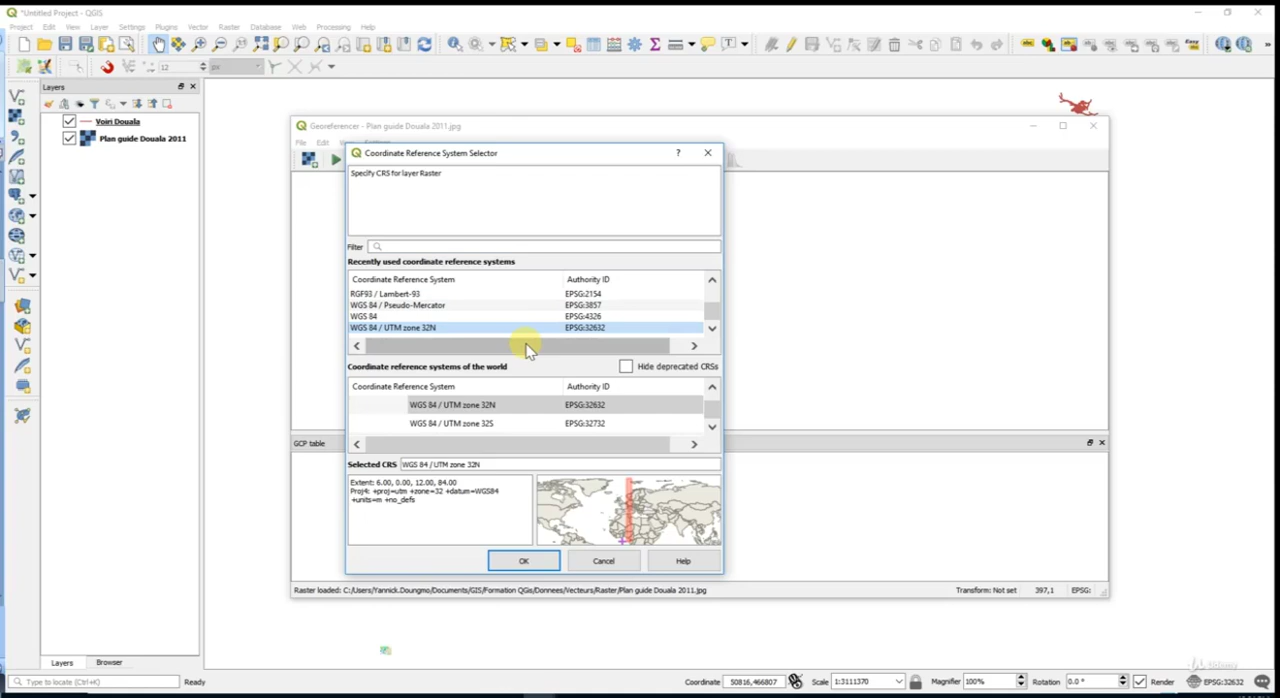 *Untitled Project - QGIS
Project Edit View Layer Settings Plugins Vector Raster Database Web Processing Help
12 px
Layers
Voiri Douala
Plan guide Douala 2011
Georeferencer - Plan guide Douala 2011.jpg
File Edit
Coordinate Reference System Selector
?
Specify CRS for layer Raster
Filter
Recently used coordinate reference systems
Coordinate Reference System Authority ID
RGF93 / Lambert-93 EPSG:2154
WGS 84 / Pseudo-Mercator EPSG:3857
WGS 84 EPSG:4326
WGS 84 / UTM zone 32N EPSG:32632
Coordinate reference systems of the world Hide deprecated CRSs
Coordinate Reference System Authority ID
WGS 84 / UTM zone 32N EPSG:32632
WGS 84 / UTM zone 32S EPSG:32732
GCP table
Selected CRS WGS 84 / UTM zone 32N
Extent: 6.00, 0.00, 12.00, 84.00
Proj4: +proj=utm +zone=32 +datum=WGS84
+units=m +no_defs
OK Cancel Help
Raster loaded: C:/Users/Yannick.Doungmo/Documents/GIS/Formation QGis/Donnees/Vecteurs/Raster/Plan guide Douala 2011.jpg Transform: Not set 397,1 EPSG:
Layers Browser
Udemy
Type to locate (Ctrl+K) Ready Coordinate 50816,466807 Scale 1:3111370 Magnifier 100% Rotation 0.0 ° Render EPSG:32632